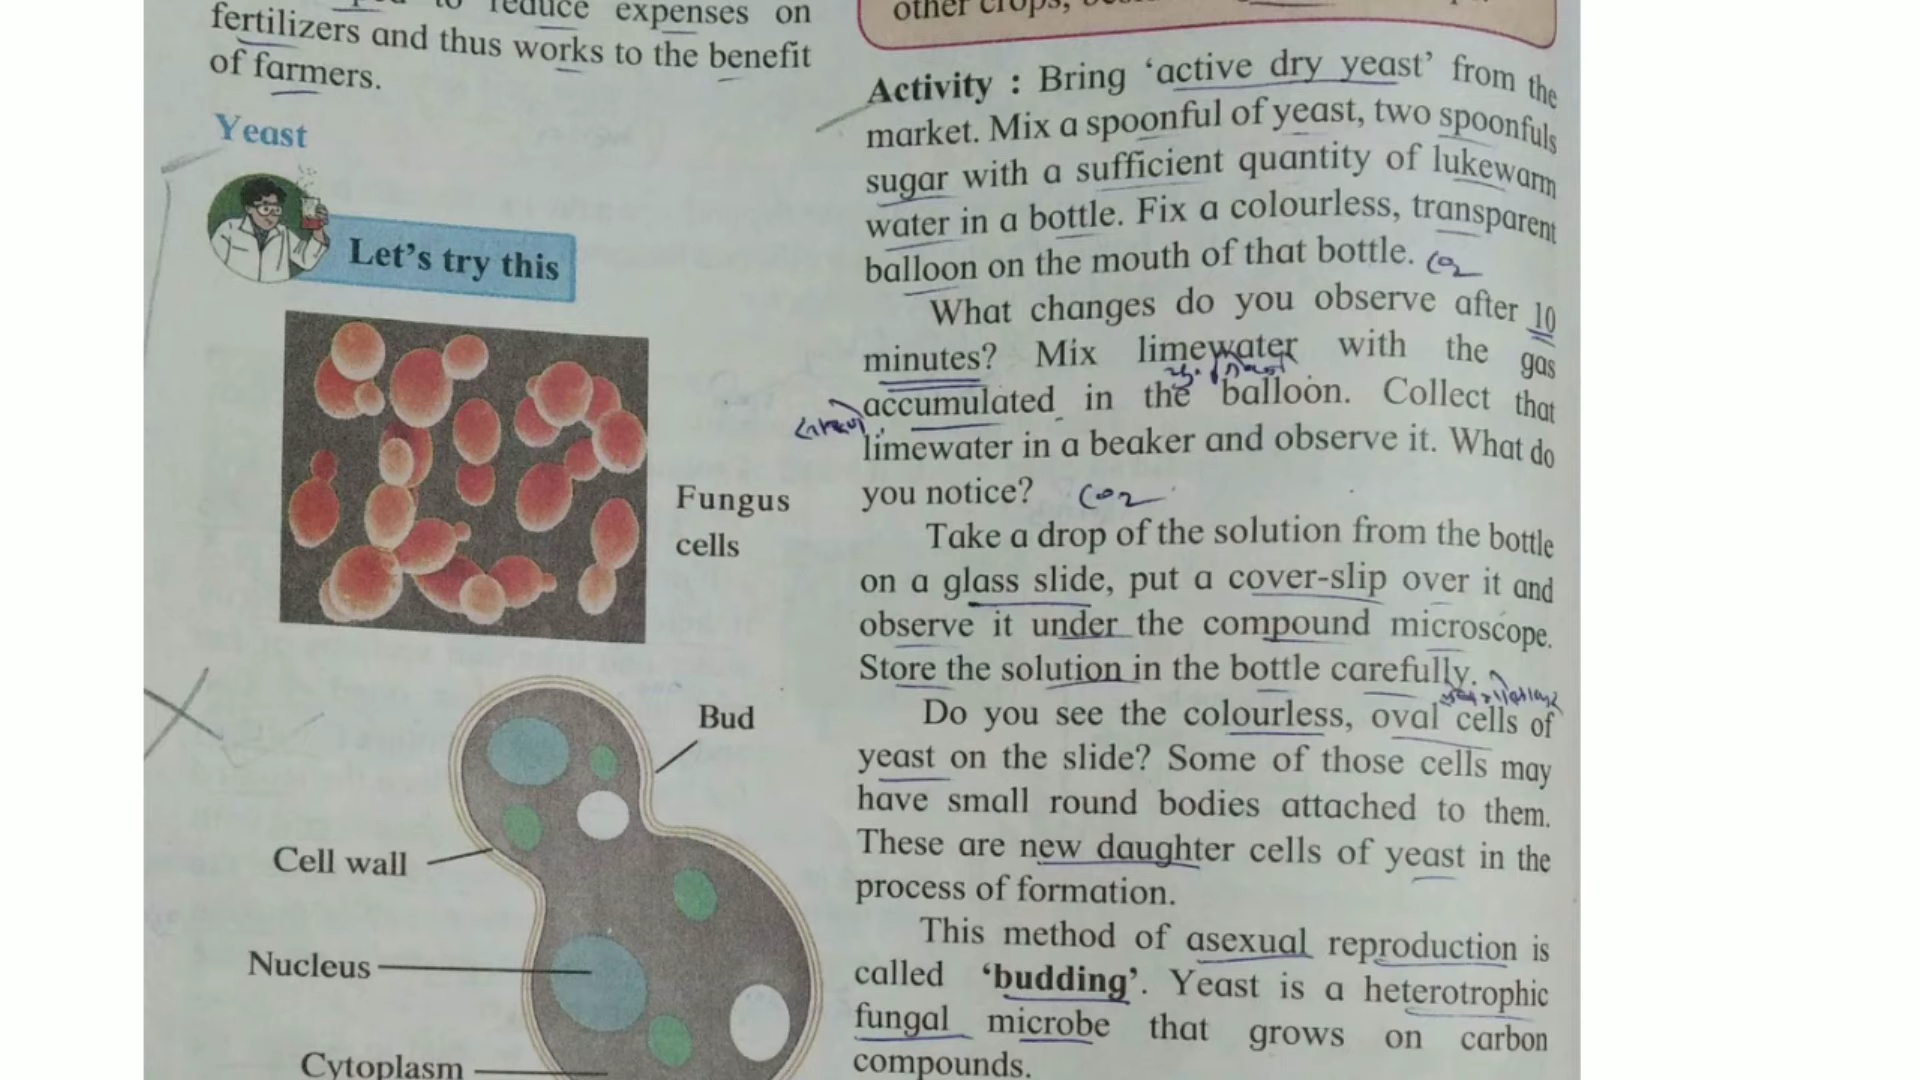 to reduce expenses on
fertilizers and thus works to the benefit
of farmers.
Yeast
Let's try this
Fungus
cells
Bud
Cell wall
Nucleus
Cytoplasm
other crops,
Activity : Bring ‘active dry yeast’ from the
market. Mix a spoonful of yeast, two spoonfuls
sugar with a sufficient quantity of lukewarm
water in a bottle. Fix a colourless, transparent
balloon on the mouth of that bottle. CO2
What changes do you observe after 10
minutes? Mix limewater with the gas
accumulated in the balloon. Collect that
limewater in a beaker and observe it. What do
you notice? CO2
Take a drop of the solution from the bottle
on a glass slide, put a cover-slip over it and
observe it under the compound microscope.
Store the solution in the bottle carefully.
Do you see the colourless, oval cells of
yeast on the slide? Some of those cells may
have small round bodies attached to them.
These are new daughter cells of yeast in the
process of formation.
This method of asexual reproduction is
called ‘budding’. Yeast is a heterotrophic
fungal microbe that grows on carbon
compounds.